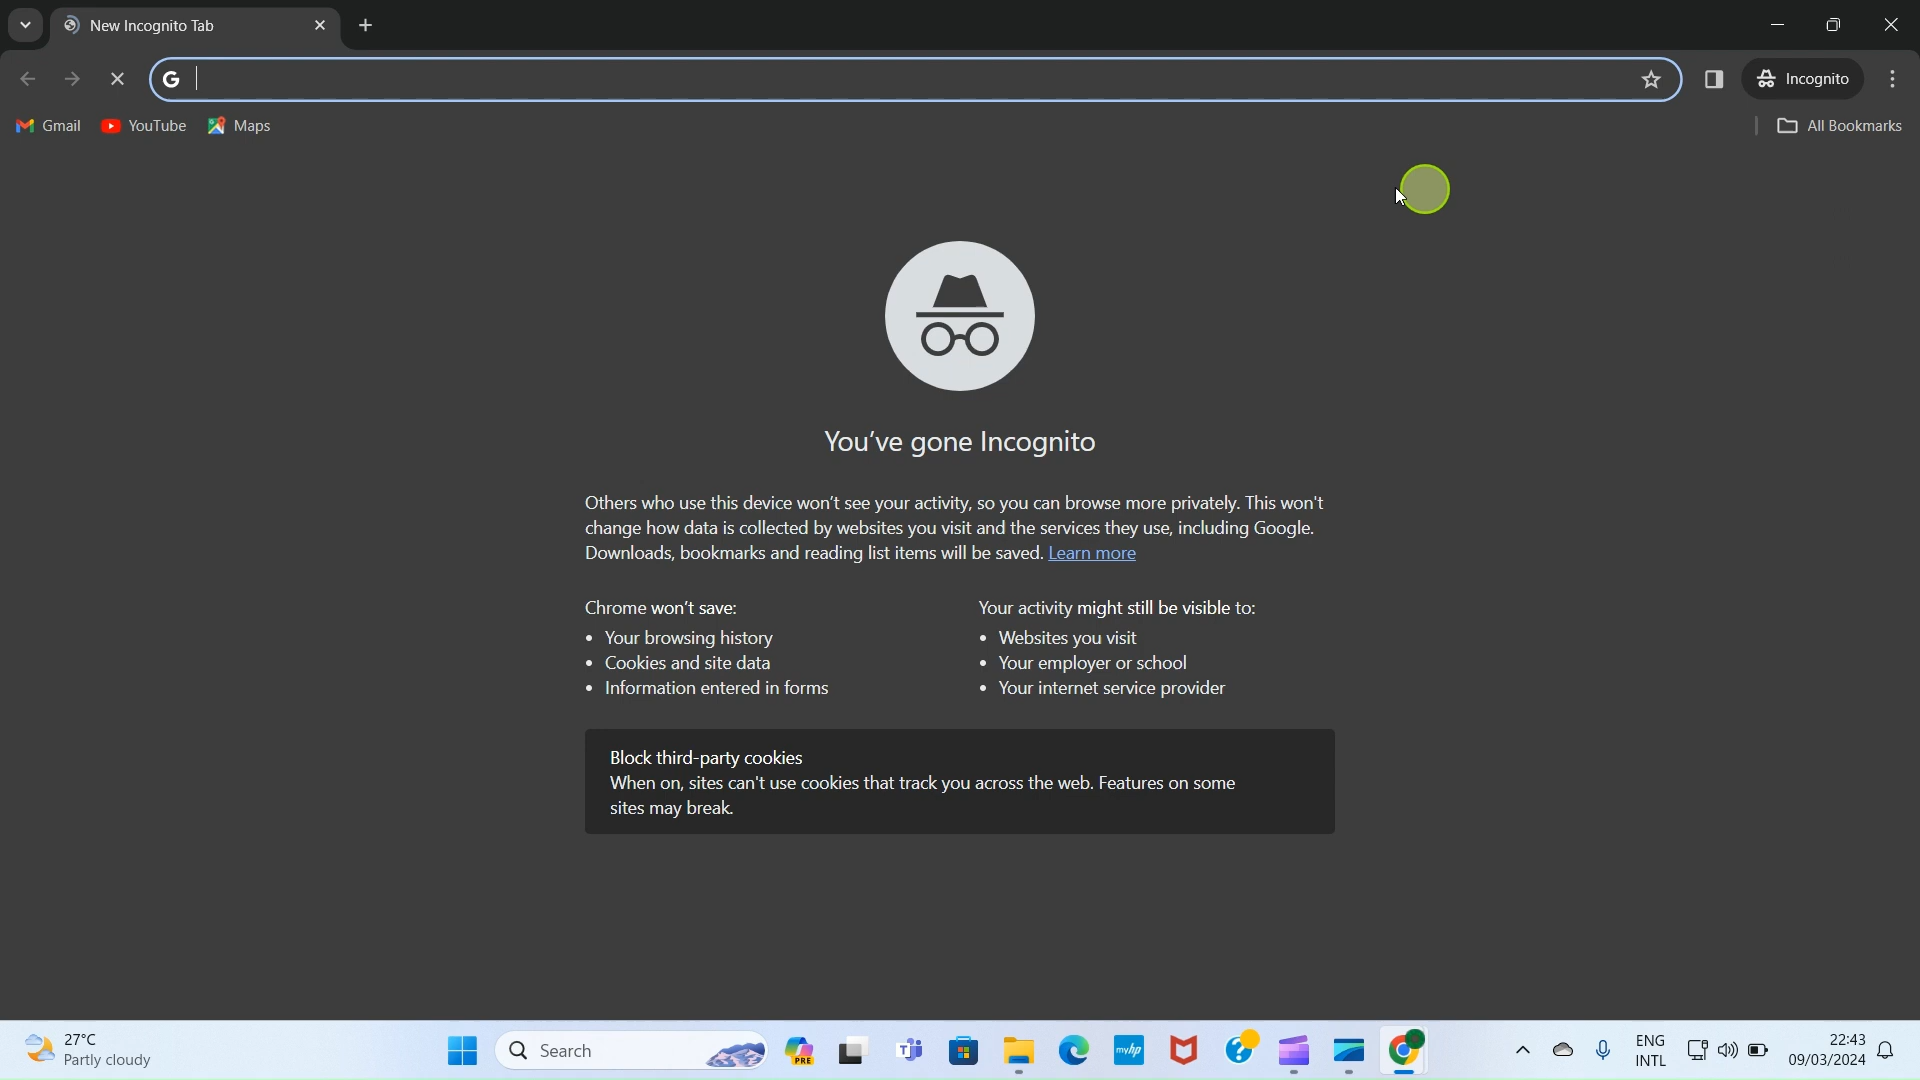 New Incognito Tab
Incognito
Gmail YouTube Maps
All Bookmarks
You've gone Incognito
Others who use this device won't see your activity, so you can browse more privately. This won't
change how data is collected by websites you visit and the services they use, including Google.
Downloads, bookmarks and reading list items will be saved. Learn more
Chrome won't save:
Your browsing history
Cookies and site data
Information entered in forms
Your activity might still be visible to:
Websites you visit
Your employer or school
Your internet service provider
Block third-party cookies
When on, sites can't use cookies that track you across the web. Features on some
sites may break.
27°C
Partly cloudy
Search
PRE
myhp
ENG
INTL
22:43
09/03/2024